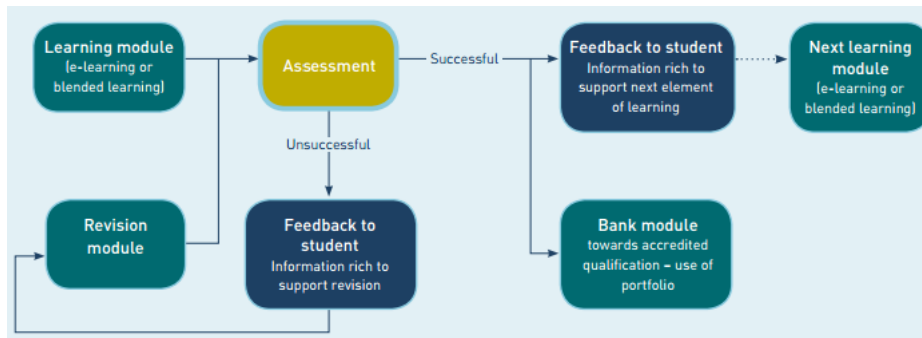 Learning module
(e-learning or
blended learning)
Assessment
Successful
Feedback to student
Information rich to
support next element
of learning
Next learning
module
(e-learning or
blended learning)
Unsuccessful
Revision
module
Feedback to
student
Information rich to
support revision
Bank module
towards accredited
qualification – use of
portfolio